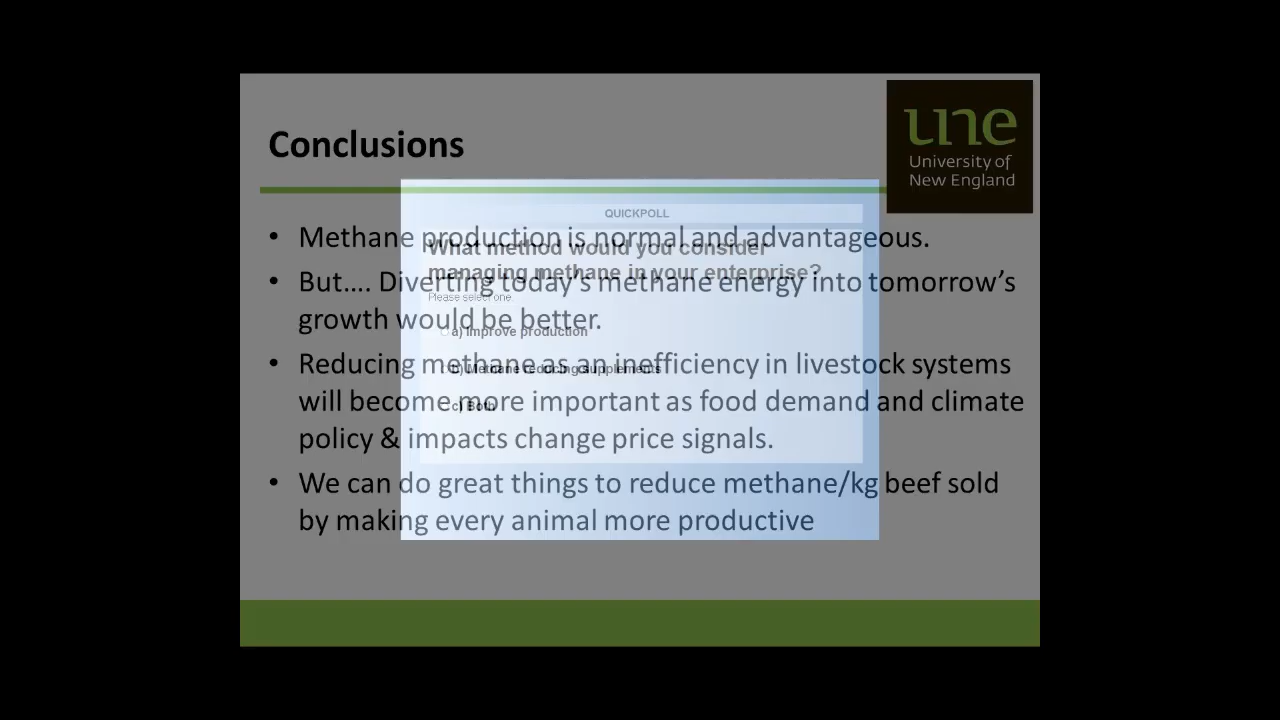 Conclusions
une
University of
New England
• Methane production is normal and advantageous.
• But…. Diverting today's methane energy into tomorrow's
growth would be better.
• Reducing methane as an inefficiency in livestock systems
will become more important as food demand and climate
policy & impacts change price signals.
• We can do great things to reduce methane/kg beef sold
by making every animal more productive
QUICKPOLL
What method would you consider
managing methane in your enterprise?
Please select one.
a) Improve production
b) Methane reducing supplements
c) Both